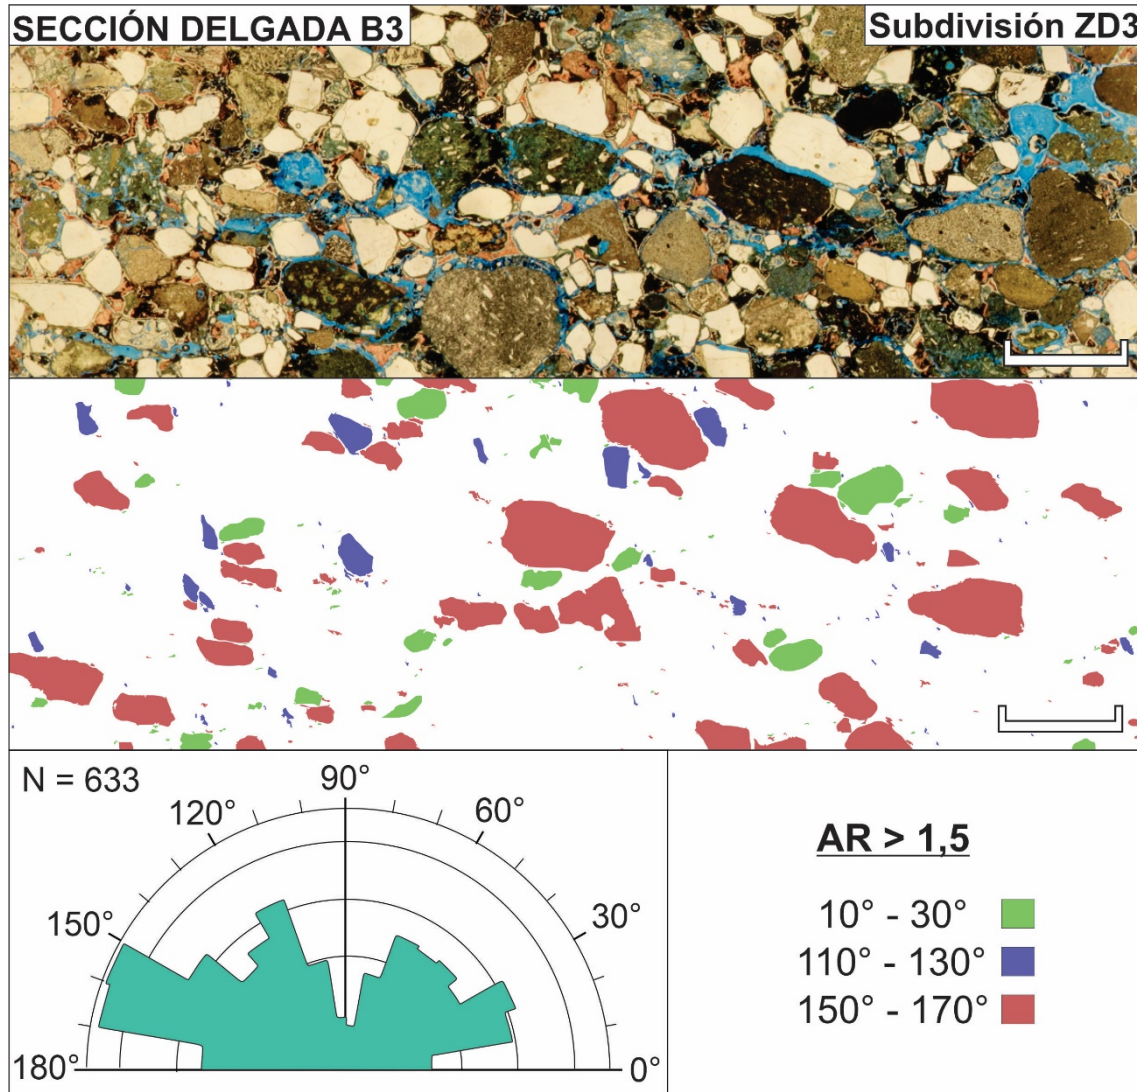 SECCIÓN DELGADA B3
Subdivisión ZD3
N = 633
90°
120°
60°
150°
30°
180°
0°
AR > 1,5
10° - 30°
110° - 130°
150° - 170°